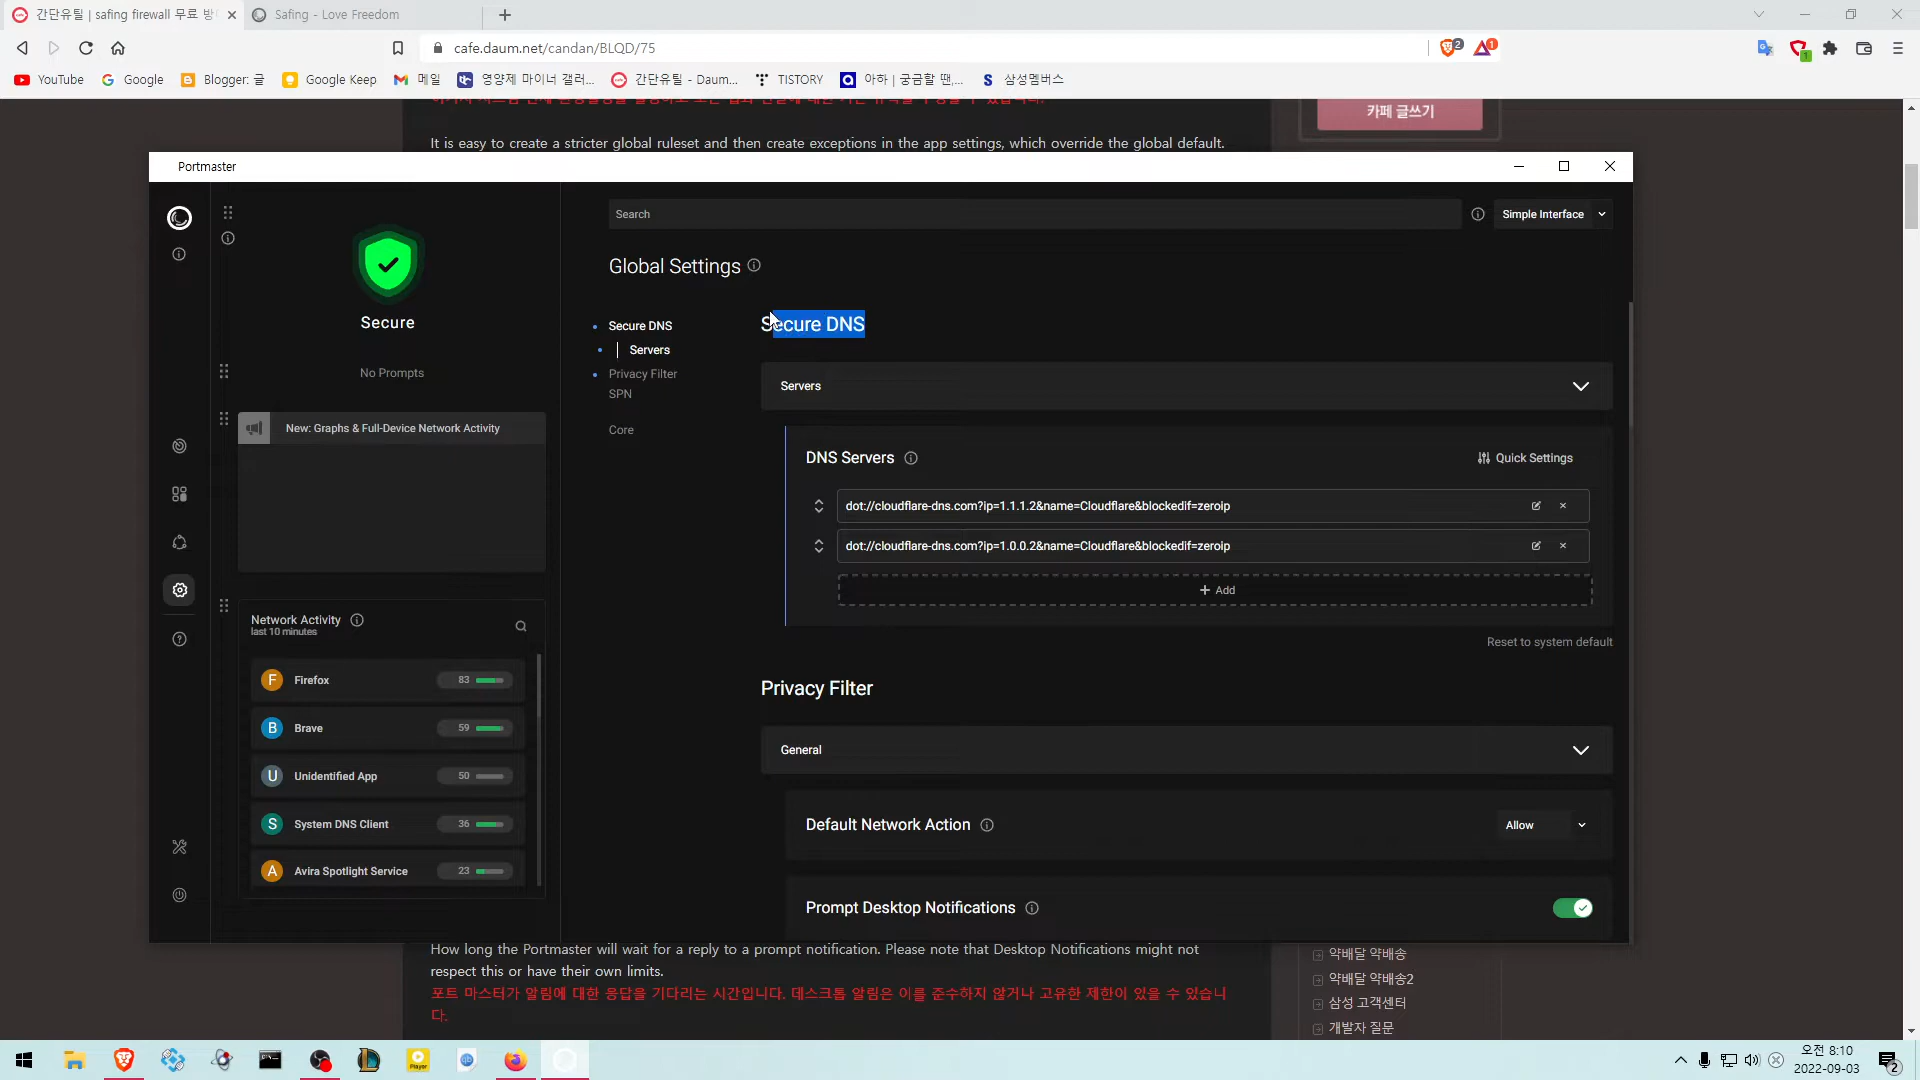 간단유틸 | safing firewall 무료 방
Safing - Love Freedom
cafe.daum.net/candan/BLQD/75
2
1
1
YouTube
Google
Blogger: 글
Google Keep
메일
영양제 마이너 갤러...
간단유틸 - Daum...
TISTORY
아하 | 궁금할 땐,...
삼성멤버스
카페 글쓰기
It is easy to create a stricter global ruleset and then create exceptions in the app settings, which override the global default.
Portmaster
Search
Simple Interface
Global Settings
Secure
No Prompts
New: Graphs & Full-Device Network Activity
Network Activity
last 10 minutes
F Firefox 83
B Brave 59
U Unidentified App 50
S System DNS Client 36
A Avira Spotlight Service 23
Secure DNS
Servers
Privacy Filter
SPN
Core
Secure DNS
Servers
DNS Servers
Quick Settings
dot://cloudflare-dns.com?ip=1.1.1.2&name=Cloudflare&blockedif=zeroip
dot://cloudflare-dns.com?ip=1.0.0.2&name=Cloudflare&blockedif=zeroip
+ Add
Reset to system default
Privacy Filter
General
Default Network Action
Allow
Prompt Desktop Notifications
How long the Portmaster will wait for a reply to a prompt notification. Please note that Desktop Notifications might not
respect this or have their own limits.
포트 마스터가 알림에 대한 응답을 기다리는 시간입니다. 데스크톱 알림은 이를 준수하지 않거나 고유한 제한이 있을 수 있습니
다.
약배달 약배송
약배달 약배송2
삼성 고객센터
개발자 질문
Player
오전 8:10
2022-09-03
2